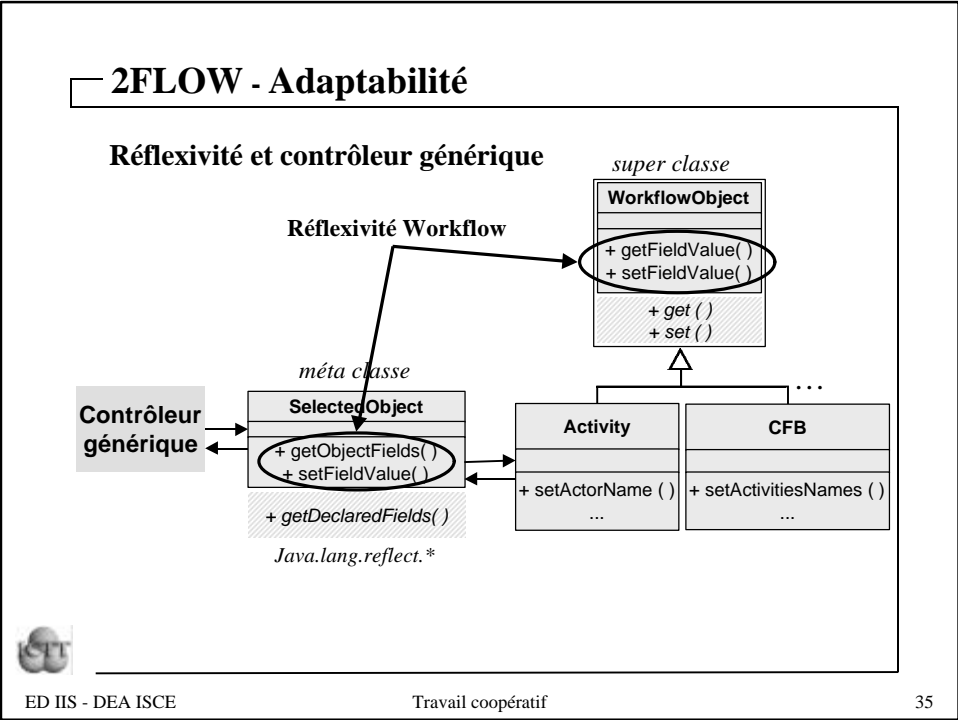 2FLOW - Adaptabilité
Réflexivité et contrôleur générique
super classe
WorkflowObject
+ getFieldValue( )
+ setFieldValue( )
+ get ( )
+ set ( )
Réflexivité Workflow
méta classe
SelectedObject
+ getObjectFields( )
+ setFieldValue( )
+ getDeclaredFields( )
Java.lang.reflect.*
Contrôleur
générique
...
Activity
+ setActorName ( )
...
CFB
+ setActivitiesNames ( )
...
ICTT
ED IIS - DEA ISCE
Travail coopératif
35